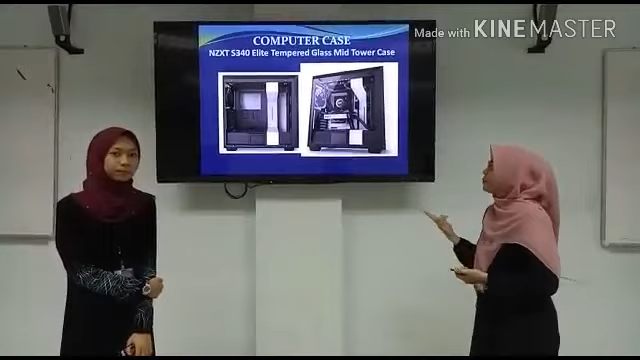 Made with KINEMASTER
COMPUTER CASE
NZXT S340 Elite Tempered Glass Mid Tower Case